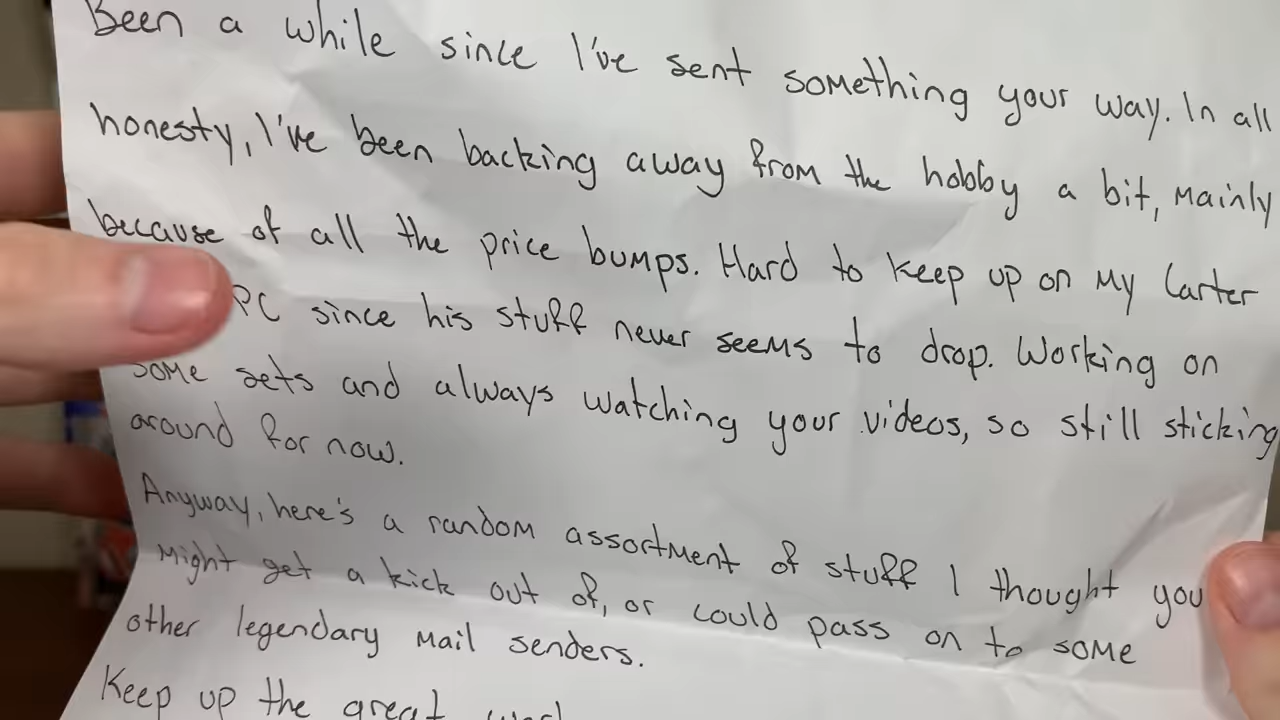 Been a while since I've sent something your way. In all
honesty, I've been backing away from the hobby a bit, mainly
because of all the price bumps. Hard to keep up on my Carter
PC since his stuff never seems to drop. Working on
some sets and always watching your videos, so still sticking
around for now.
Anyway, here's a random assortment of stuff I thought you
might get a kick out of, or could pass on to some
other legendary mail senders.
Keep up the great